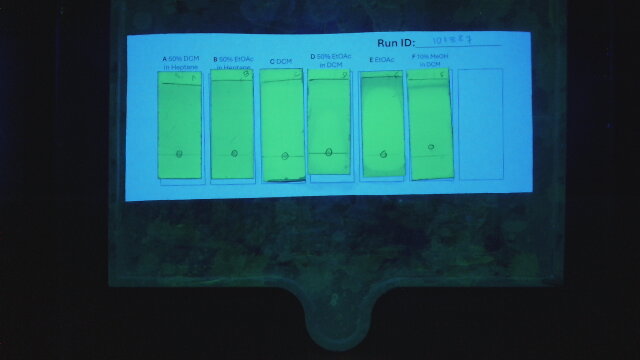 Run ID:
A 50% DCM
in Heptane
B 50% EtOAc
in Heptane
C DCM
D 50% EtOAc
in DCM
E EtOAc
F 10% MeOH
in DCM